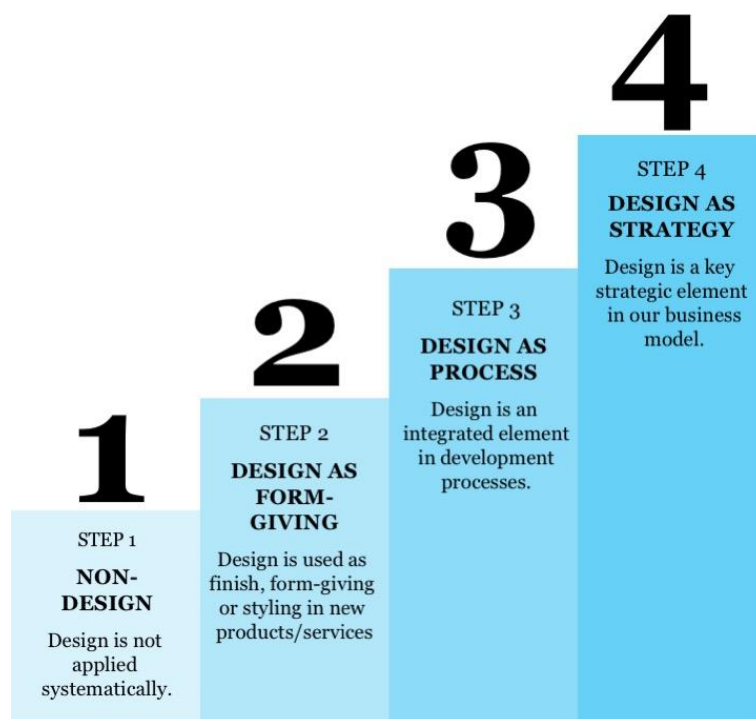 1
STEP 1
NON-
DESIGN
Design is not
applied
systematically.
2
STEP 2
DESIGN AS
FORM-
GIVING
Design is used as
finish, form-giving
or styling in new
products/services
3
STEP 3
DESIGN AS
PROCESS
Design is an
integrated element
in development
processes.
4
STEP 4
DESIGN AS
STRATEGY
Design is a key
strategic element
in our business
model.